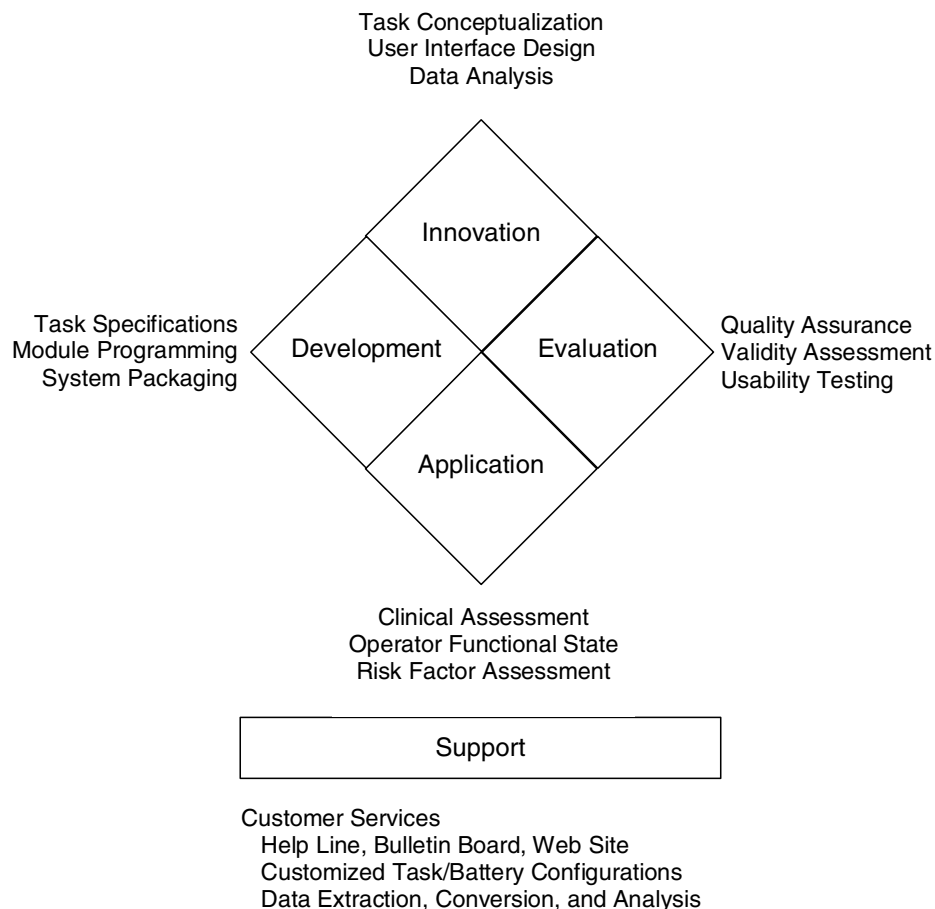 Task Conceptualization
User Interface Design
Data Analysis
Innovation
Task Specifications
Module Programming
System Packaging
Development
Evaluation
Quality Assurance
Validity Assessment
Usability Testing
Application
Clinical Assessment
Operator Functional State
Risk Factor Assessment
Support
Customer Services
Help Line, Bulletin Board, Web Site
Customized Task/Battery Configurations
Data Extraction, Conversion, and Analysis